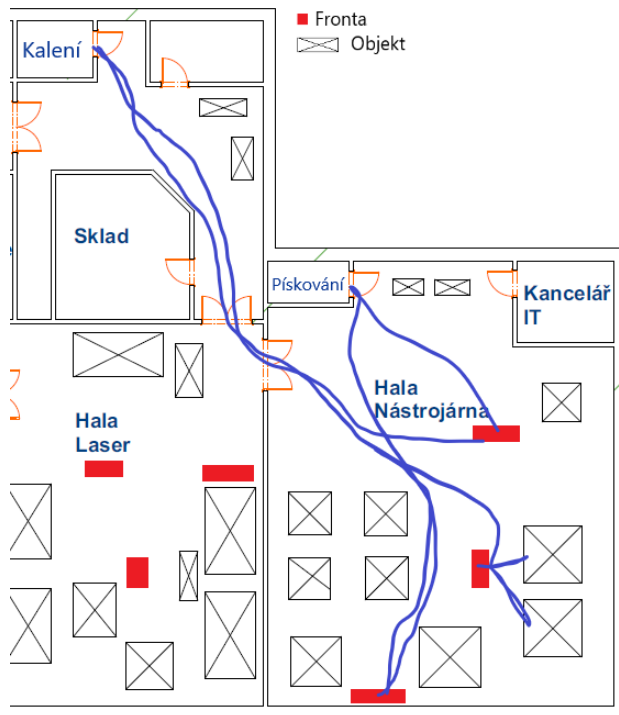 Fronta
Objekt
Kalení
Sklad
Pískování
Kancelář
IT
Hala
Nástrojárna
Hala
Laser
e